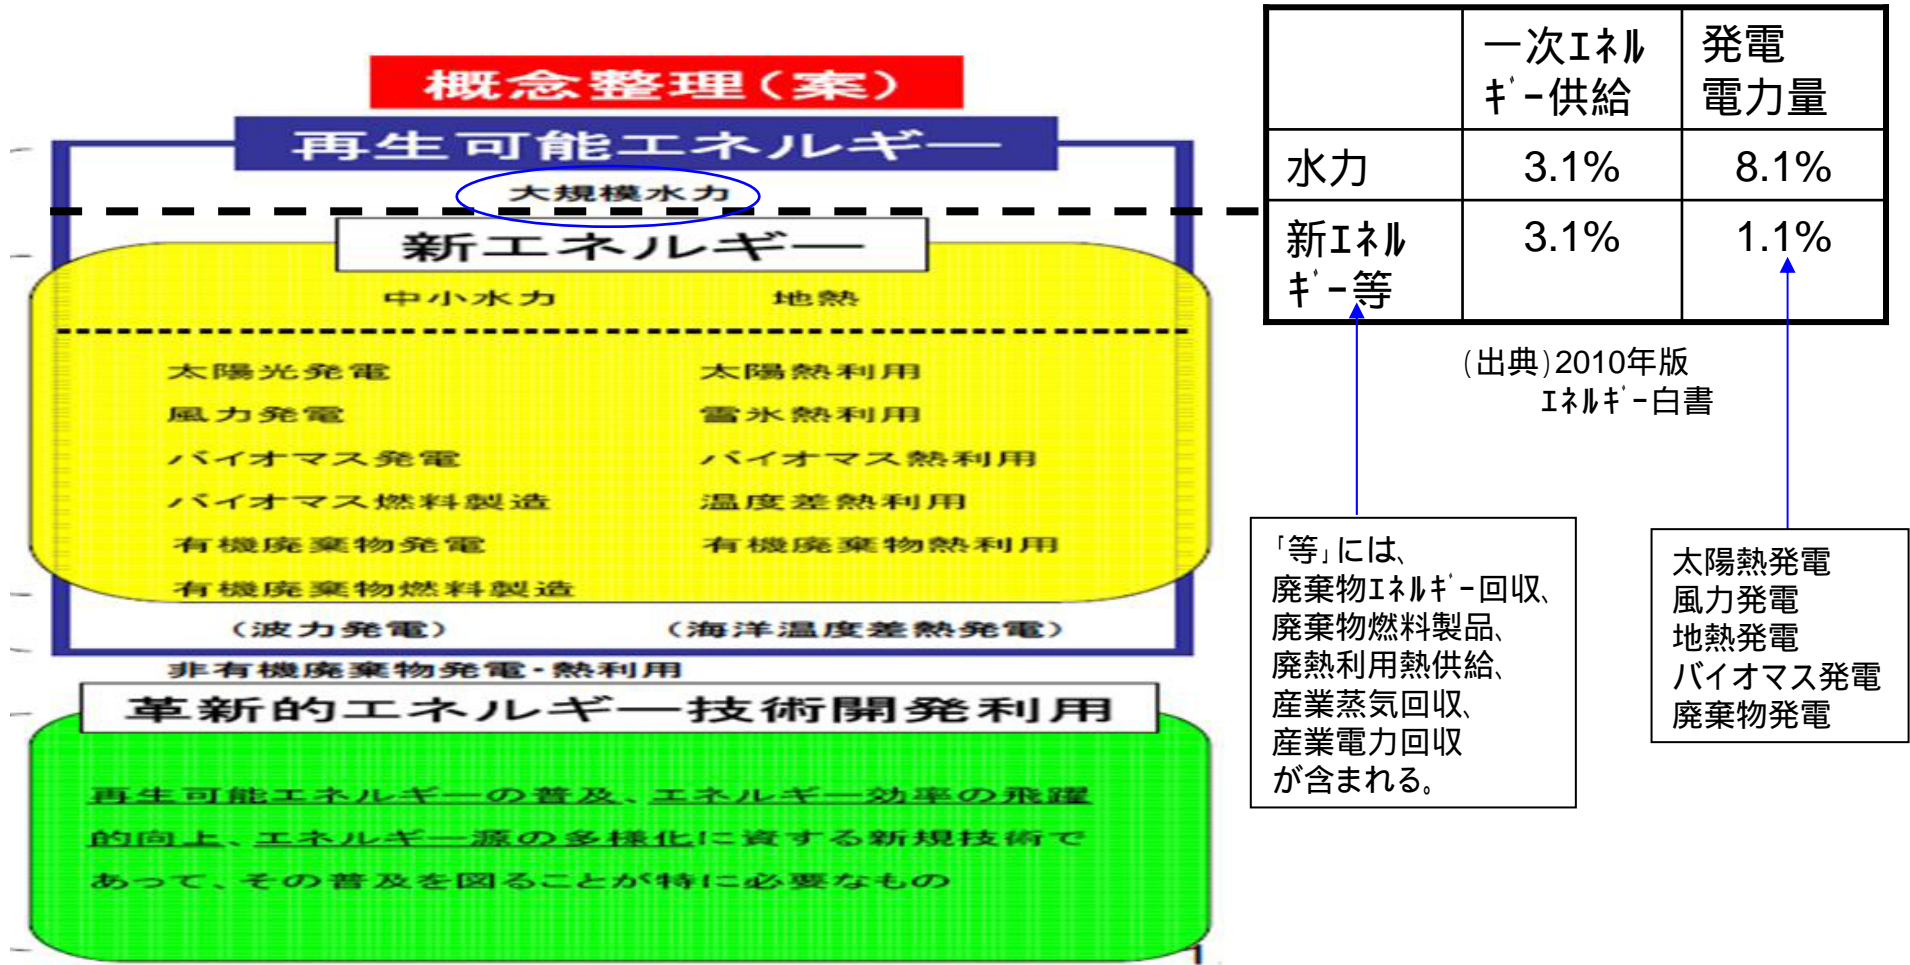 概念整理(案)
再生可能エネルギー
大規模水力
新エネルギー
中小水力 地熱
太陽光発電 太陽熱利用
風力発電 雪氷熱利用
バイオマス発電 バイオマス熱利用
バイオマス燃料製造 温度差熱利用
有機廃棄物発電 有機廃棄物熱利用
有機廃棄物燃料製造
(波力発電) (海洋温度差熱発電)
非有機廃棄物発電・熱利用
革新的エネルギー技術開発利用
再生可能エネルギーの普及、エネルギー効率の飛躍
的向上、エネルギー源の多様化に資する新規技術で
あって、その普及を図ることが特に必要なもの
1
一次ｴﾈﾙ
ｷﾞｰ供給
発電
電力量
水力 3.1% 8.1%
新ｴﾈﾙ
ｷﾞｰ等
3.1% 1.1%
(出典)2010年版
ｴﾈﾙｷﾞｰ白書
｢等｣には、
廃棄物ｴﾈﾙｷﾞｰ回収、
廃棄物燃料製品、
廃熱利用熱供給、
産業蒸気回収、
産業電力回収
が含まれる。
太陽熱発電
風力発電
地熱発電
バイオマス発電
廃棄物発電